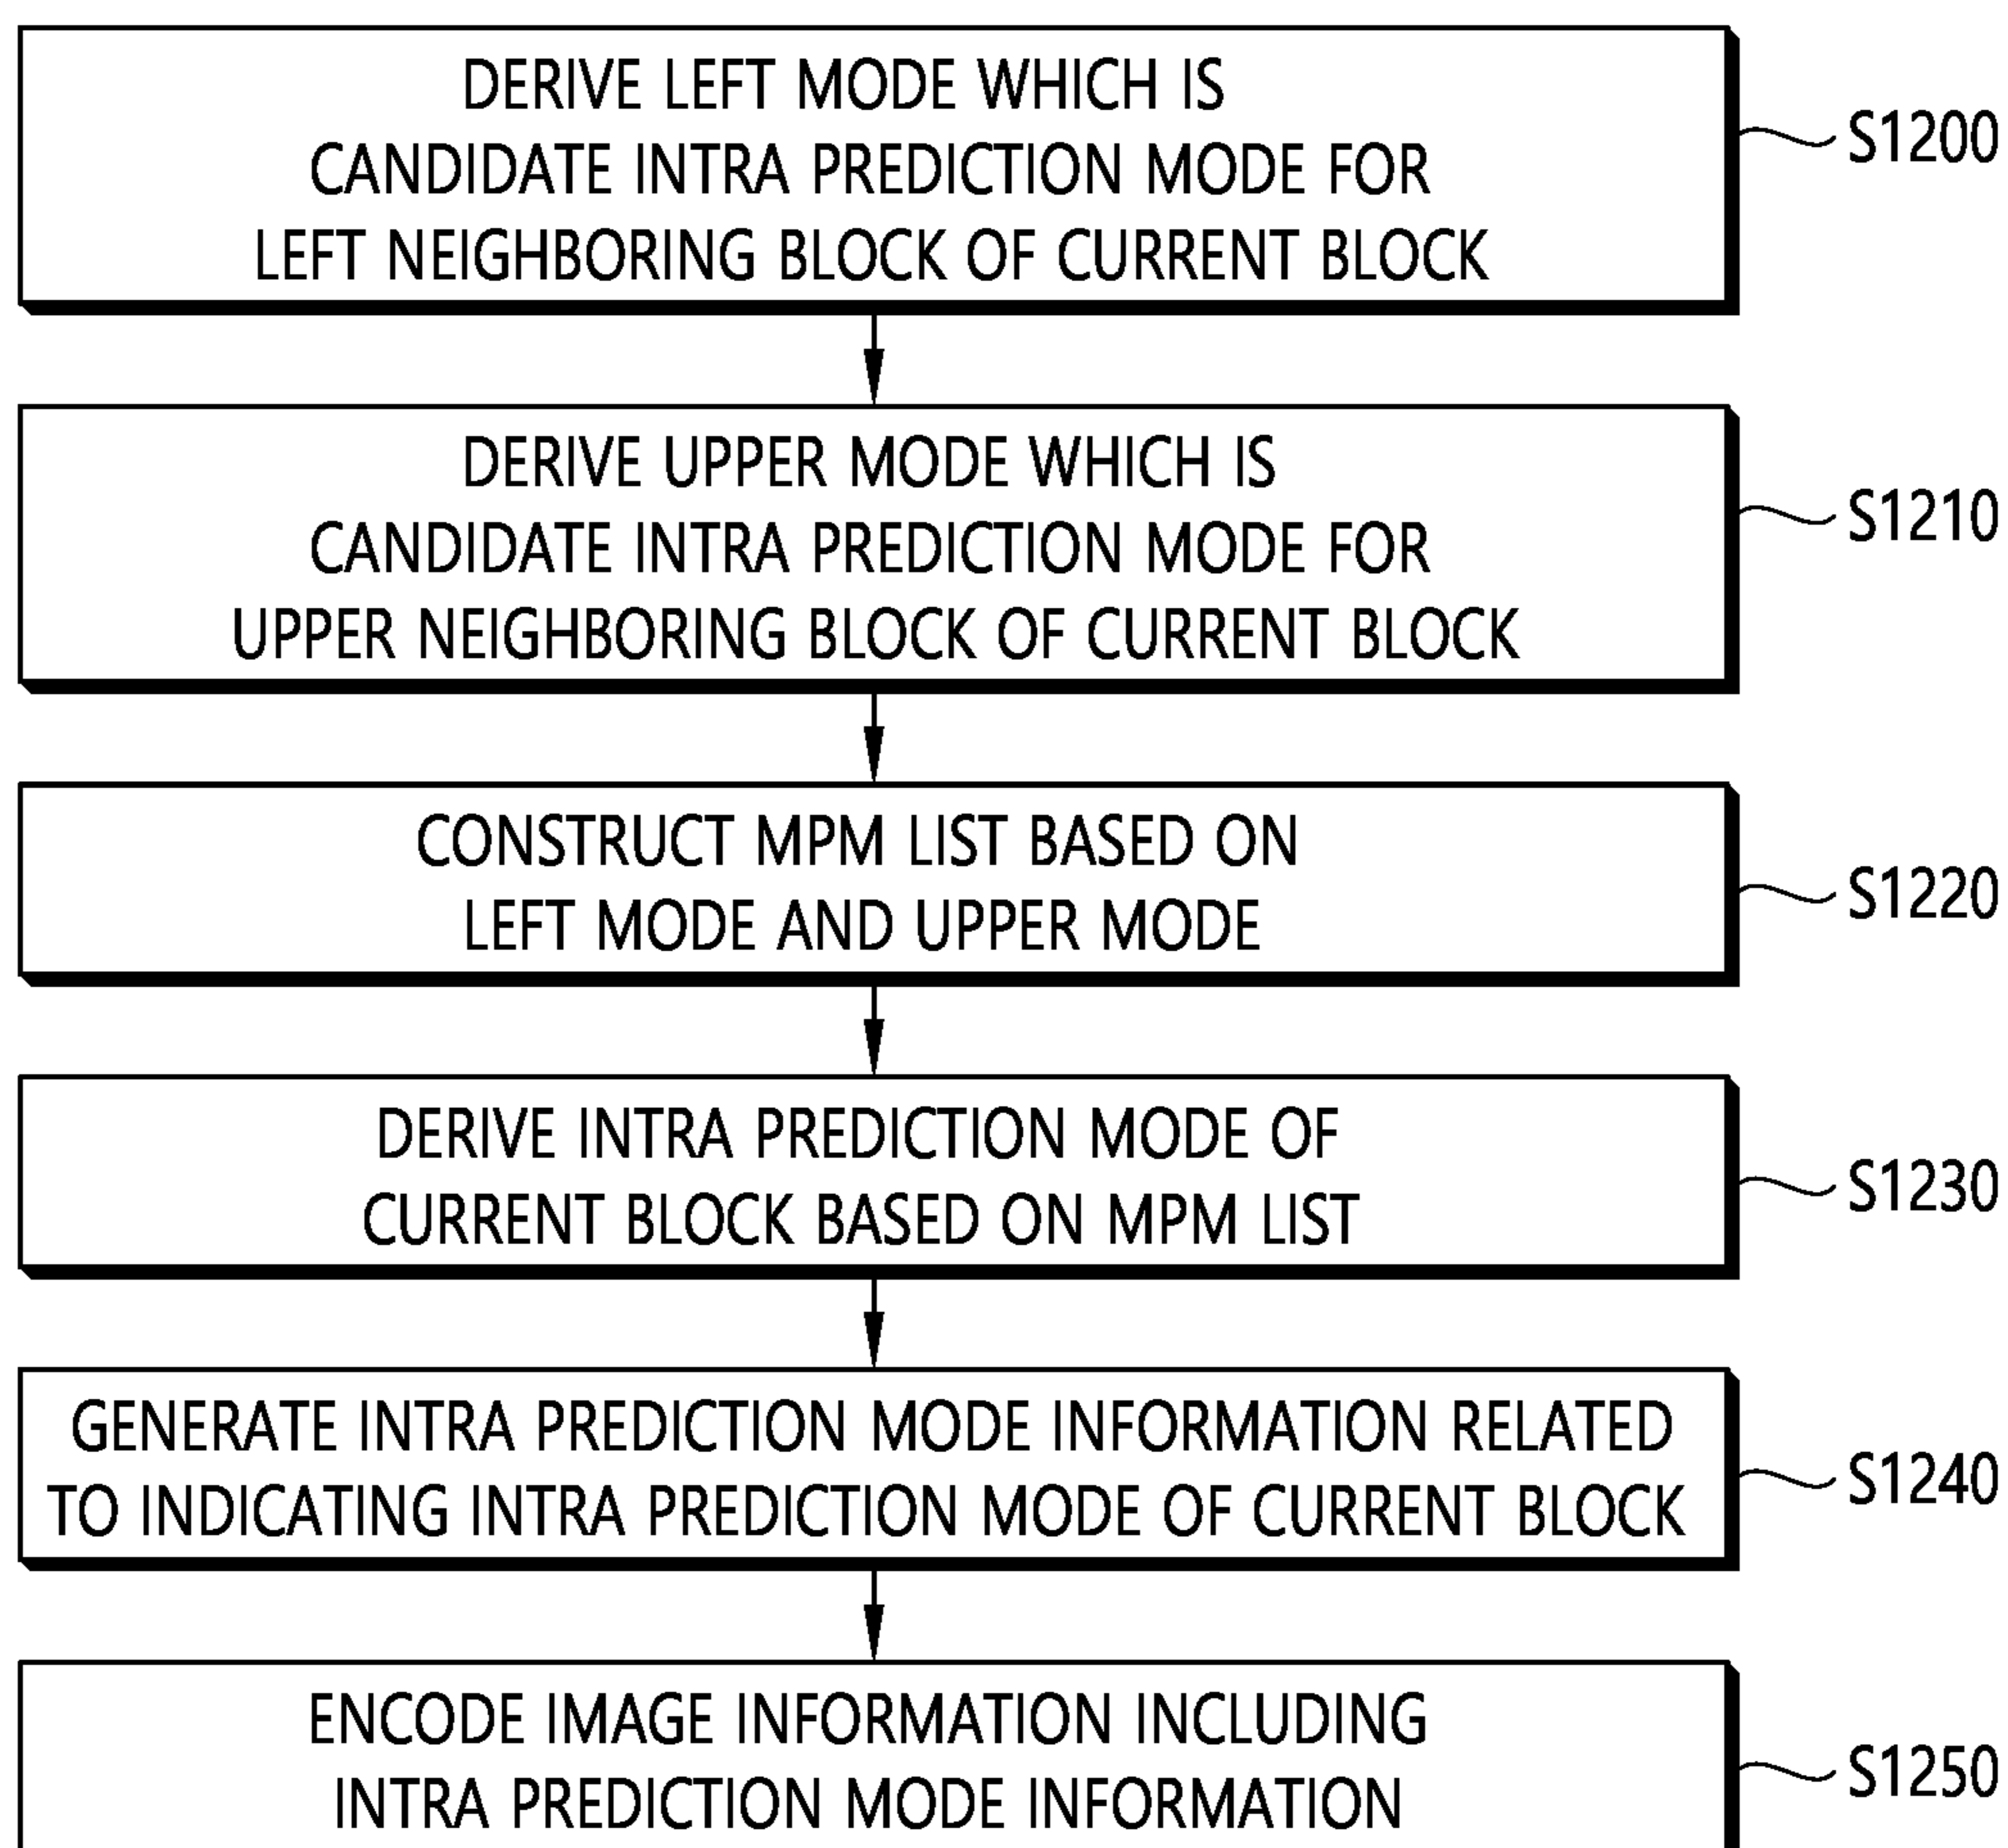 DERIVE LEFT MODE WHICH IS
CANDIDATE INTRA PREDICTION MODE FOR
LEFT NEIGHBORING BLOCK OF CURRENT BLOCK
S1200
DERIVE UPPER MODE WHICH IS
CANDIDATE INTRA PREDICTION MODE FOR
UPPER NEIGHBORING BLOCK OF CURRENT BLOCK
S1210
CONSTRUCT MPM LIST BASED ON
LEFT MODE AND UPPER MODE
S1220
DERIVE INTRA PREDICTION MODE OF
CURRENT BLOCK BASED ON MPM LIST
S1230
GENERATE INTRA PREDICTION MODE INFORMATION RELATED
TO INDICATING INTRA PREDICTION MODE OF CURRENT BLOCK
S1240
ENCODE IMAGE INFORMATION INCLUDING
INTRA PREDICTION MODE INFORMATION
S1250